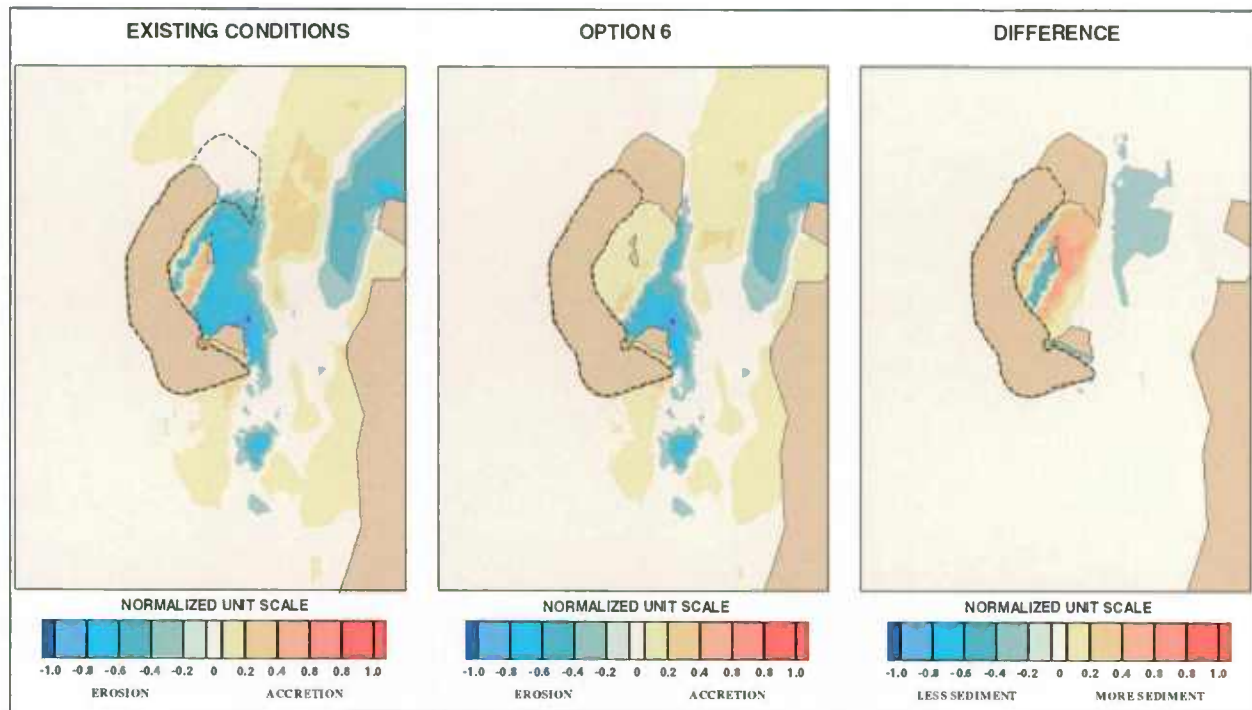 EXISTING CONDITIONS
OPTION 6
DIFFERENCE
NORMALIZED UNIT SCALE
-1.0 -0.8 -0.6 -0.4 -0.2 0 0.2 0.4 0.8 0.8 1.0
EROSION ACCRETION
NORMALIZED UNIT SCALE
-1.0 -0.8 -0.6 -0.4 -0.2 0 0.2 0.4 0.6 0.8 1.0
EROSION ACCRETION
NORMALIZED UNIT SCALE
-1.0 -0.8 -0.6 -0.4 -0.2 0 0.2 0.4 0.6 0.8 1.0
LESS SEDIMENT MORE SEDIMENT